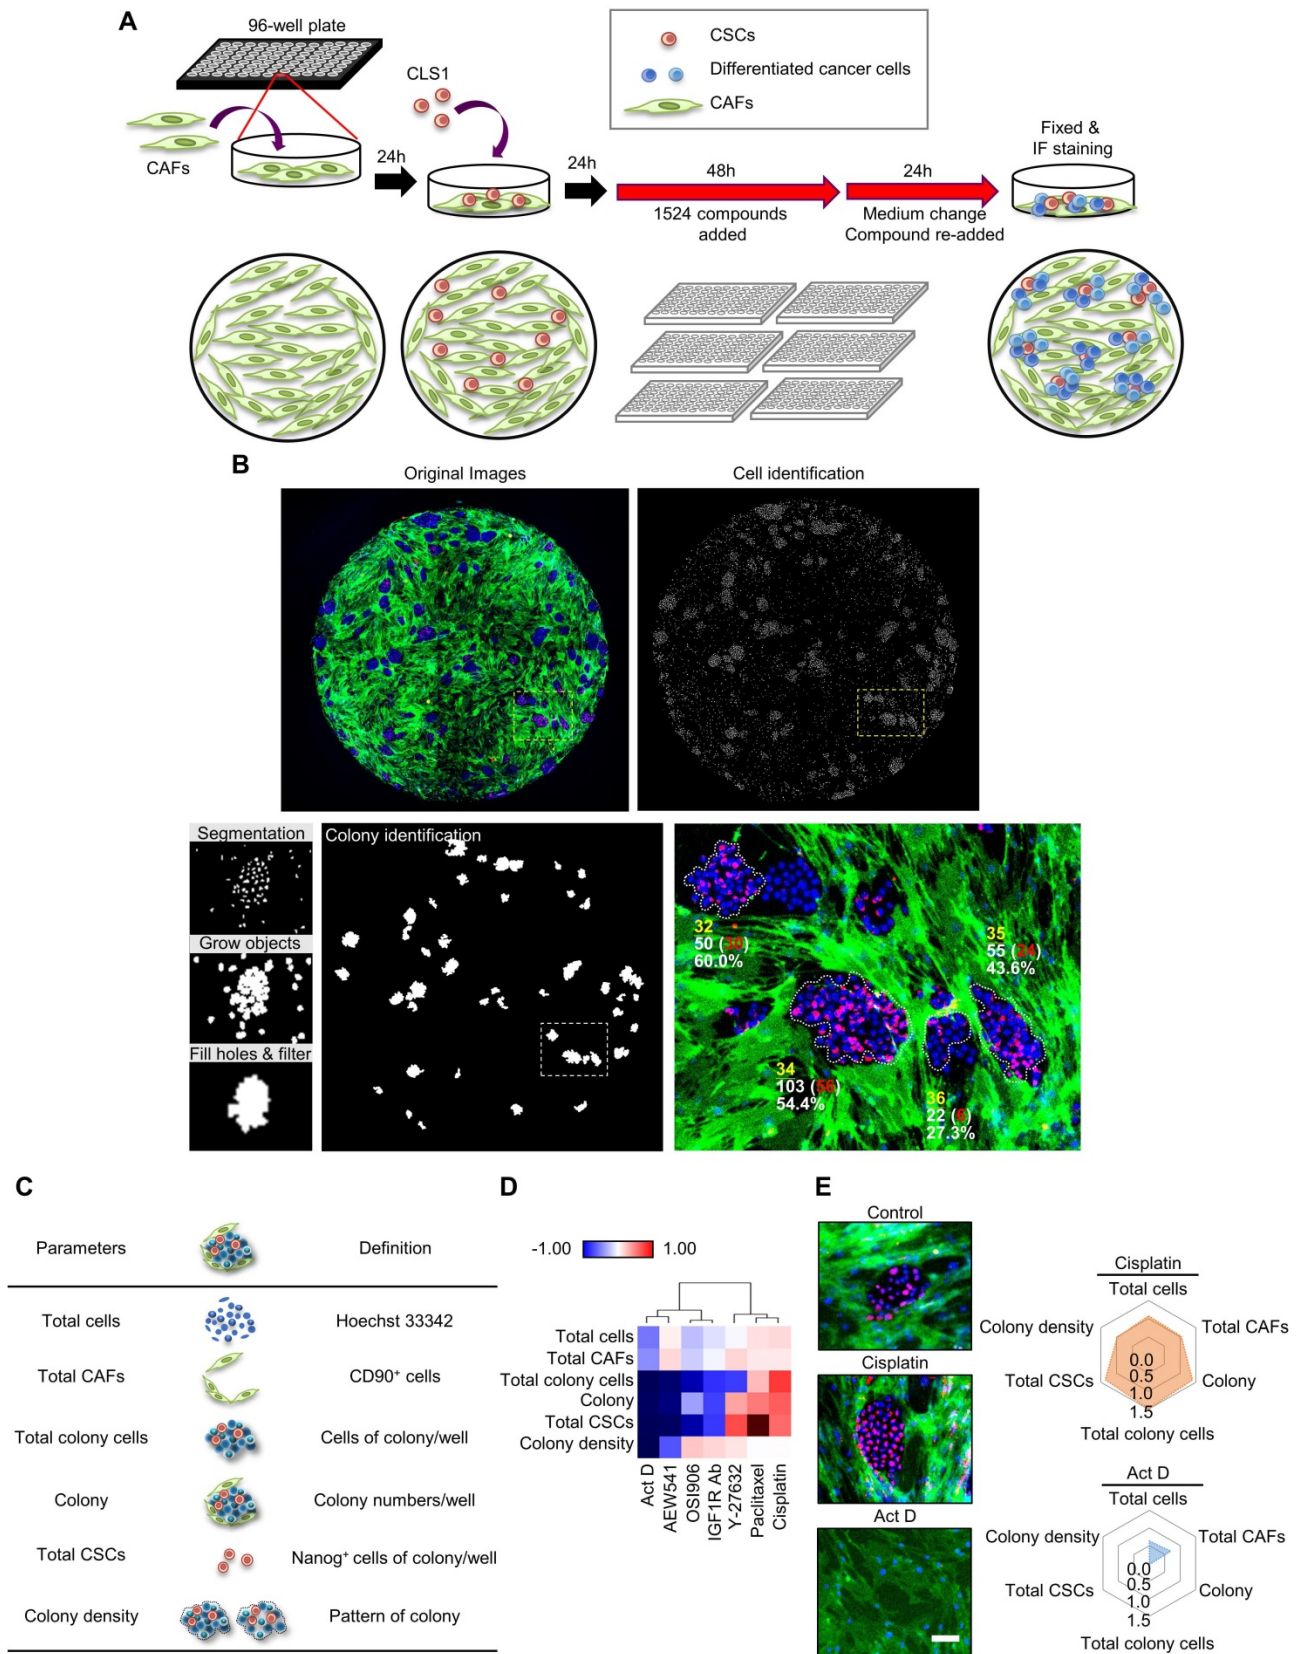 A
96-well plate
CLS1
CAFs
CSCs
Differentiated cancer cells
CAFs
24h
24h
48h
1524 compounds
added
24h
Medium change
Compound re-added
Fixed &
IF staining
B
Original Images
Cell identification
Segmentation
Grow objects
Fill holes & filter
Colony identification
32
50 (30)
60.0%
35
55 (24)
43.6%
34
103 (56)
54.4%
36
22 (6)
27.3%
C
Parameters
Definition
Total cells
Hoechst 33342
Total CAFs
CD90⁺ cells
Total colony cells
Cells of colony/well
Colony
Colony numbers/well
Total CSCs
Nanog⁺ cells of colony/well
Colony density
Pattern of colony
D
-1.00
1.00
Total cells
Total CAFs
Total colony cells
Colony
Total CSCs
Colony density
Act D
AEW541
OSI906
IGF1R Ab
Y-27632
Paclitaxel
Cisplatin
E
Control
Cisplatin
Act D
Cisplatin
Total cells
Colony density
Total CAFs
Total CSCs
Colony
0.0
0.5
1.0
1.5
Total colony cells
Act D
Total cells
Colony density
Total CAFs
Total CSCs
Colony
0.0
0.5
1.0
1.5
Total colony cells